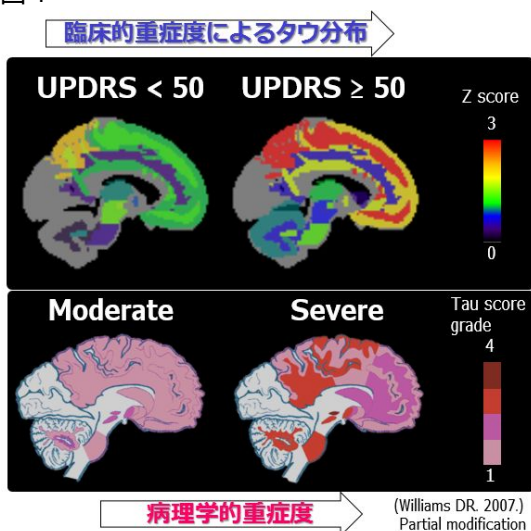 臨床的重症度によるタウ分布
UPDRS < 50
UPDRS ≥ 50
Z score
3
0
Moderate
Severe
Tau score
grade
4
1
病理学的重症度
(Williams DR. 2007.)
Partial modification